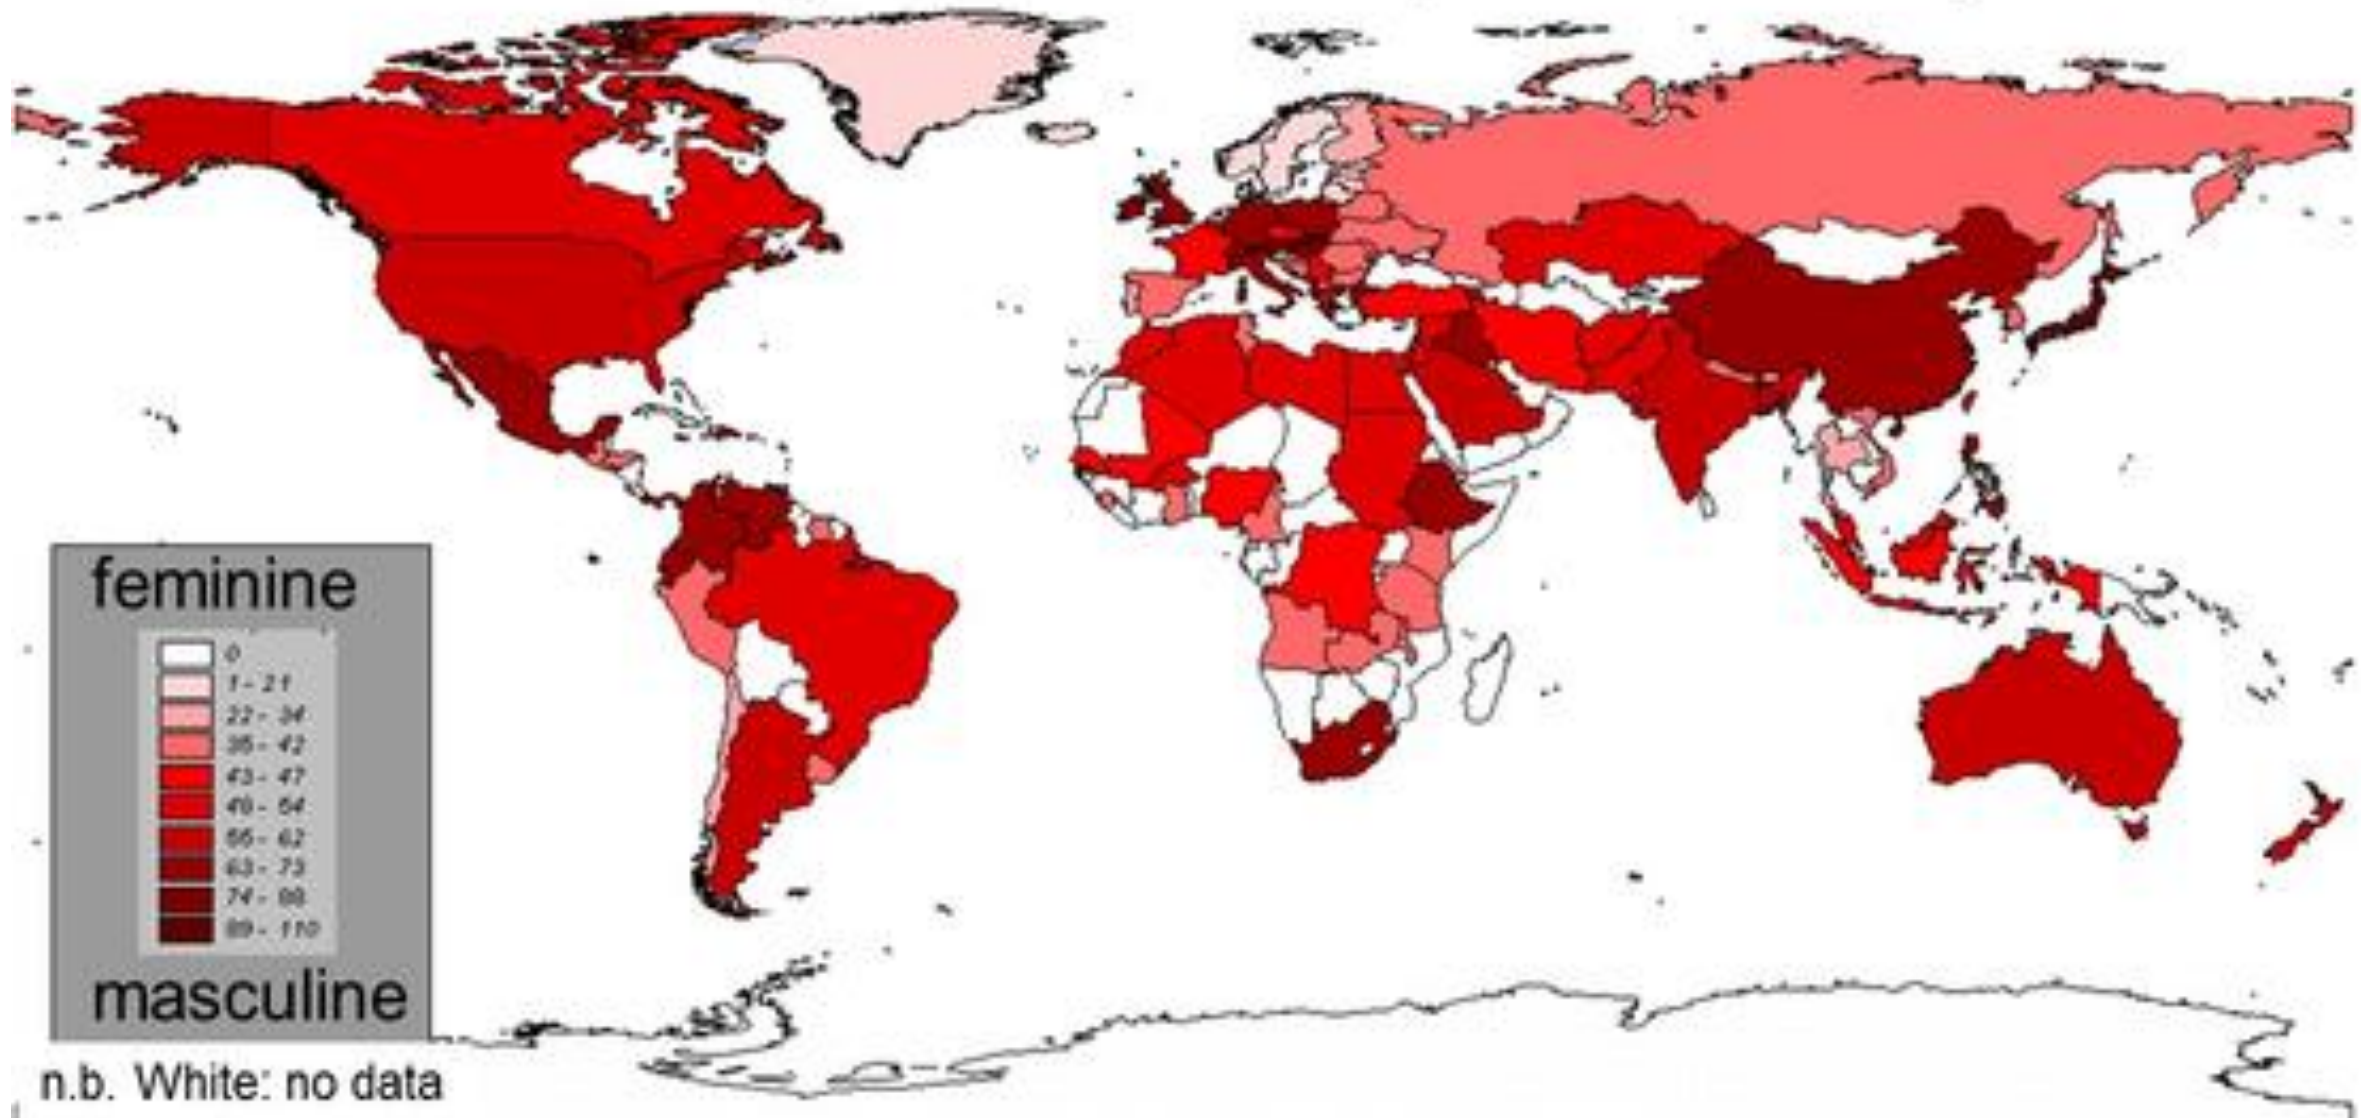 feminine
0
1 - 21
22 - 34
35 - 42
43 - 47
48 - 54
55 - 62
63 - 73
74 - 88
89 - 110
masculine
n.b. White: no data